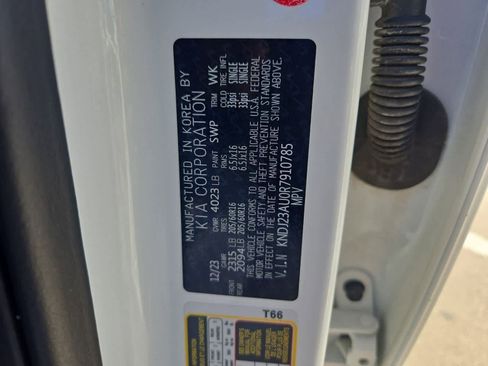 MANUFACTURED IN KOREA BY
KIA CORPORATION
12/23 GVWR 4023 LB PAINT SWP TRIM WK
GAWR TIRES RIMS COLD TIRE INFL
FRONT 2315 LB 205/60R16 6.5Jx16 33psi SINGLE
REAR 2094 LB 205/60R16 6.5Jx16 33psi SINGLE
THIS VEHICLE CONFORMS TO ALL APPLICABLE U.S.A FEDERAL
MOTOR VEHICLE SAFETY AND THEFT PREVENTION STANDARDS
IN EFFECT ON THE DATE OF MANUFACTURE SHOWN ABOVE.
V.I.N KNDJ23AU0R7910785
MPV
T66